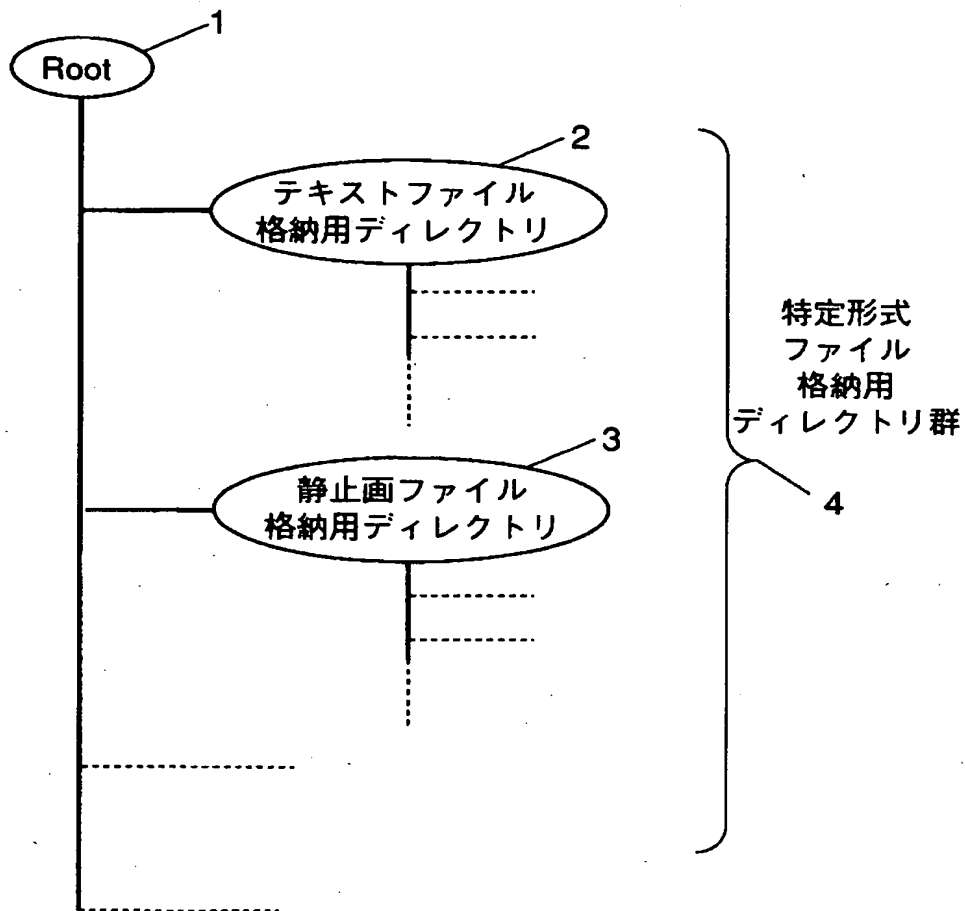 1
Root
2
テキストファイル
格納用ディレクトリ
特定形式
ファイル
格納用
ディレクトリ群
3
静止画ファイル
格納用ディレクトリ
4